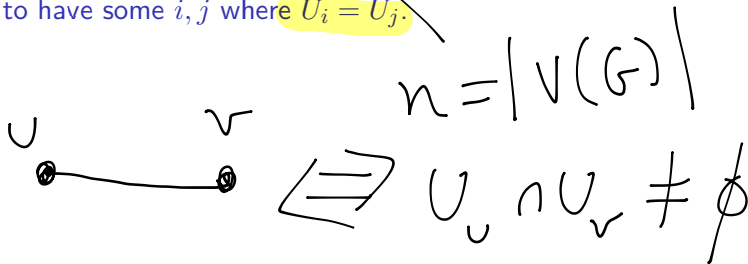 to have some i, j where U_i = U_j.
n = |V(G)|
u v ⟺ U_u ∩ U_v ≠ ∅